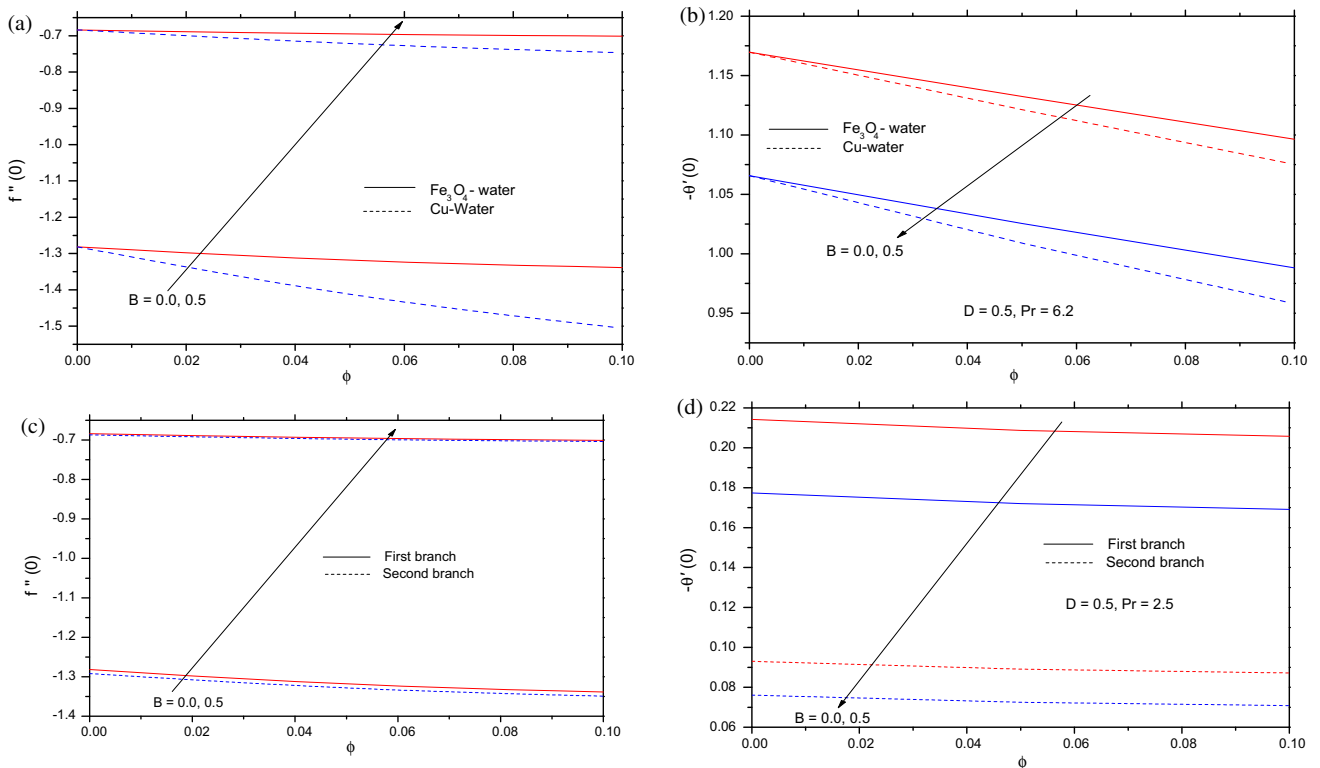 (a)
-0.7
-0.8
-0.9
-1.0
-1.1
-1.2
-1.3
-1.4
-1.5
f '' (0)
Fe₃O₄ - water
Cu-Water
B = 0.0, 0.5
0.00 0.02 0.04 0.06 0.08 0.10
ϕ
(b)
1.20
1.15
1.10
1.05
1.00
0.95
-θ' (0)
Fe₃O₄- water
Cu-water
B = 0.0, 0.5
D = 0.5, Pr = 6.2
0.00 0.02 0.04 0.06 0.08 0.10
ϕ
(c)
-0.7
-0.8
-0.9
-1.0
-1.1
-1.2
-1.3
-1.4
f '' (0)
First branch
Second branch
B = 0.0, 0.5
0.00 0.02 0.04 0.06 0.08 0.10
ϕ
(d)
0.22
0.20
0.18
0.16
0.14
0.12
0.10
0.08
0.06
-θ' (0)
First branch
Second branch
D = 0.5, Pr = 2.5
B = 0.0, 0.5
0.00 0.02 0.04 0.06 0.08 0.10
ϕ